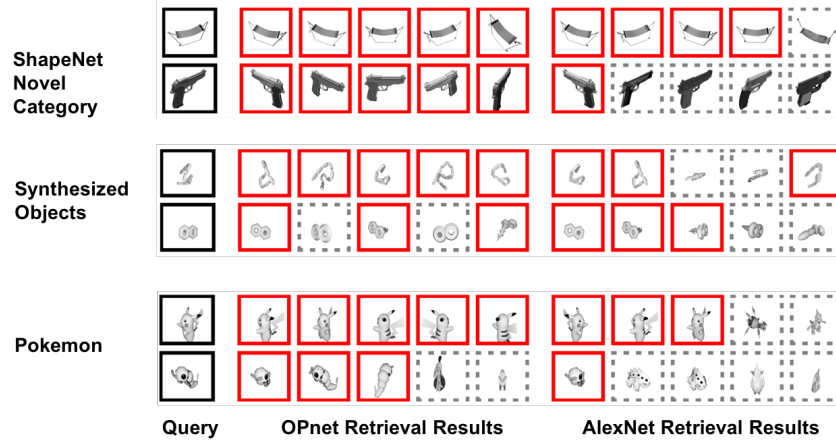 ShapeNet
Novel
Category
Synthesized
Objects
Pokemon
Query
OPnet Retrieval Results
AlexNet Retrieval Results